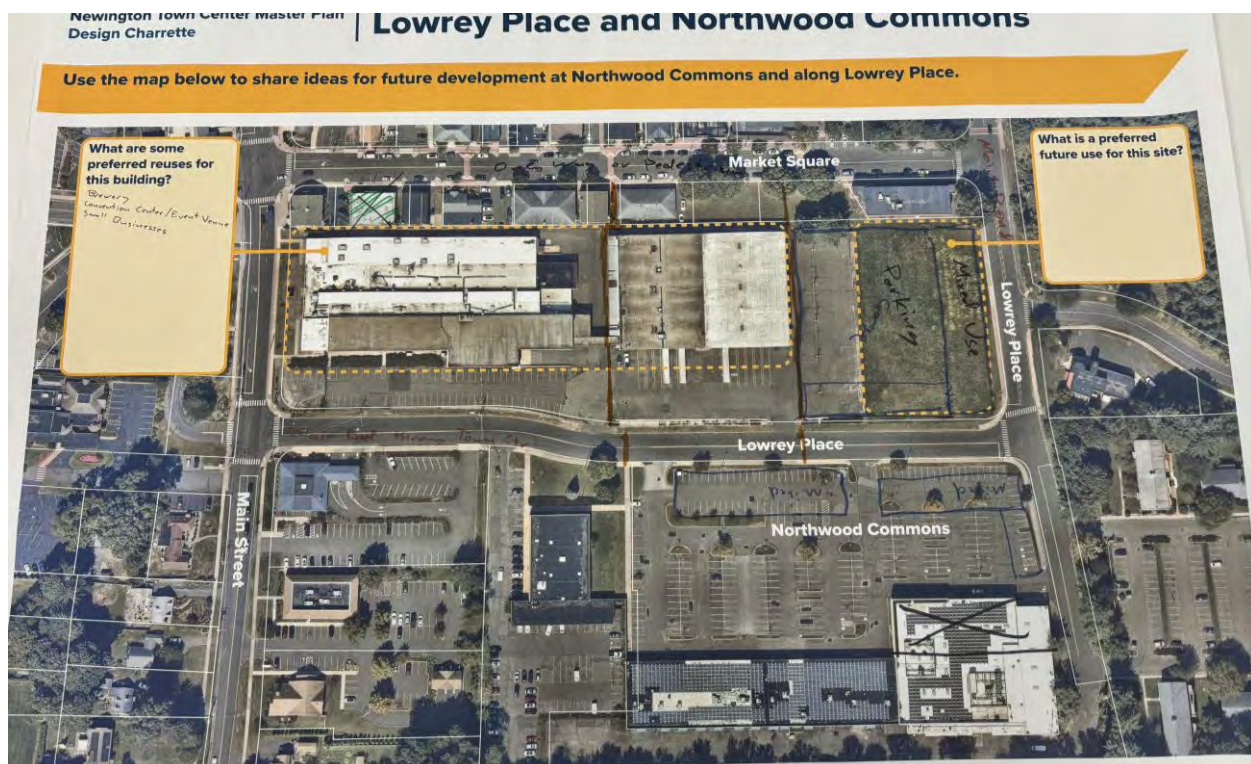 Newington Town Center Master Plan
Design Charrette
Lowrey Place and Northwood Commons
Use the map below to share ideas for future development at Northwood Commons and along Lowrey Place.
What are some
preferred reuses for
this building?
Brewery
Convention Center/Event Venue
Small Businesses
What is a preferred
future use for this site?
Market Square
Parking
Mixed Use
Lowrey Place
Lowrey Place
Main Street
Mixed
Mixed
Northwood Commons